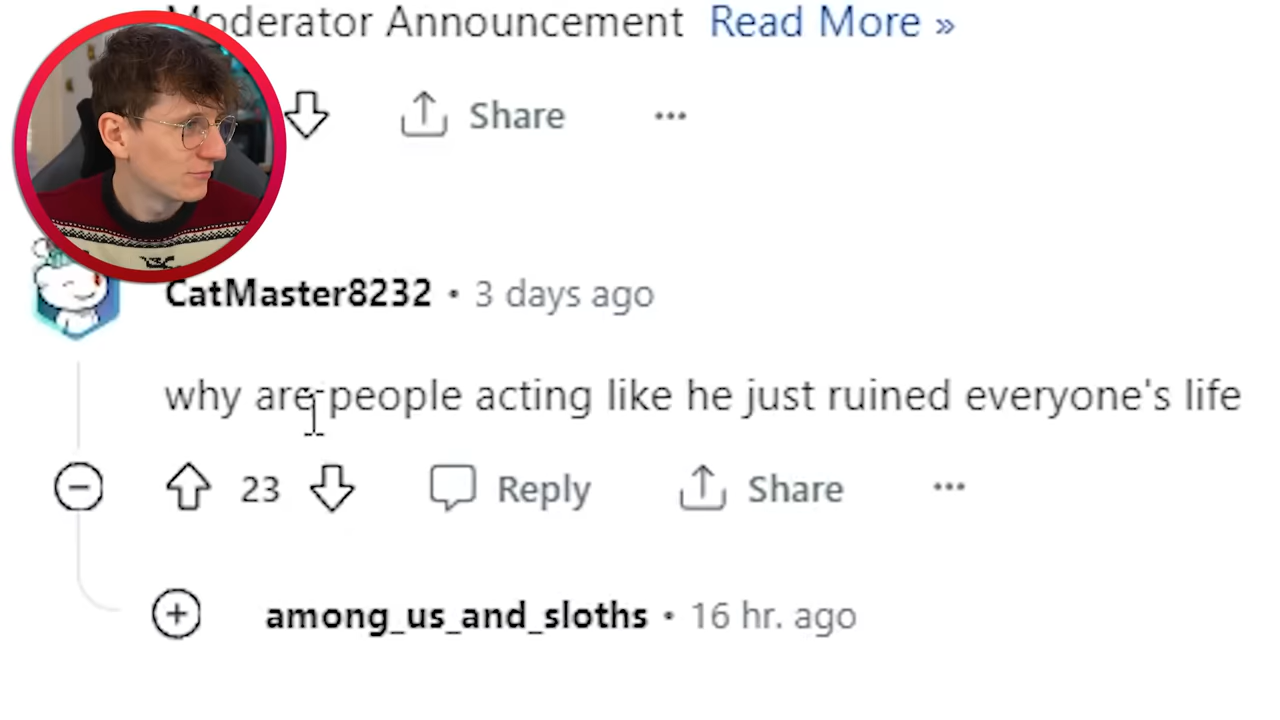 Moderator Announcement Read More »
Share
CatMaster8232 • 3 days ago
why are people acting like he just ruined everyone's life
23 Reply Share
among_us_and_sloths • 16 hr. ago